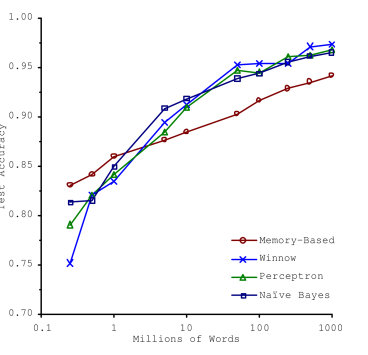 1.00
0.95
0.90
0.85
0.80
0.75
0.70
Test Accuracy
Memory-Based
Winnow
Perceptron
Naïve Bayes
0.1
1
10
100
1000
Millions of Words